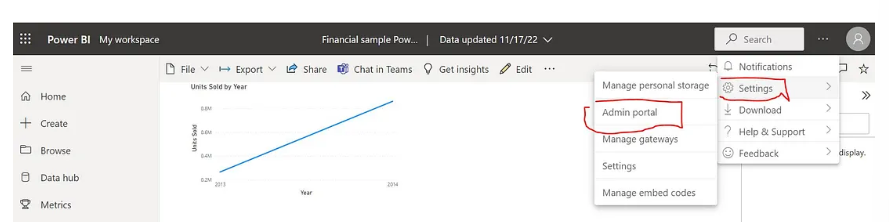 Power BI My workspace
Financial sample Pow... | Data updated 11/17/22
Search
File Export Share Chat in Teams Get insights Edit
Home
Create
Browse
Data hub
Metrics
Units Sold by Year
Units Sold
0.8M
0.6M
0.4M
0.2M
2013 2014
Year
Manage personal storage
Admin portal
Manage gateways
Settings
Manage embed codes
Notifications
Settings
Download
Help & Support
Feedback
display.